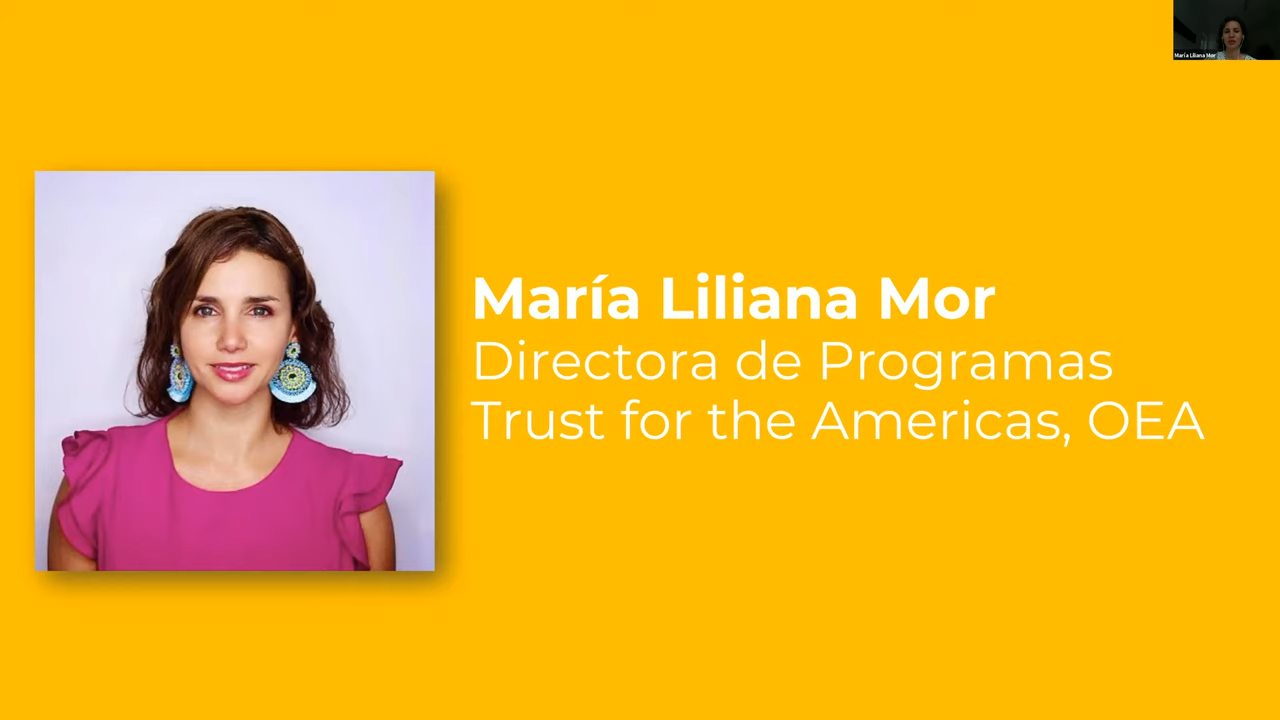 María Liliana Mor
María Liliana Mor
Directora de Programas
Trust for the Americas, OEA